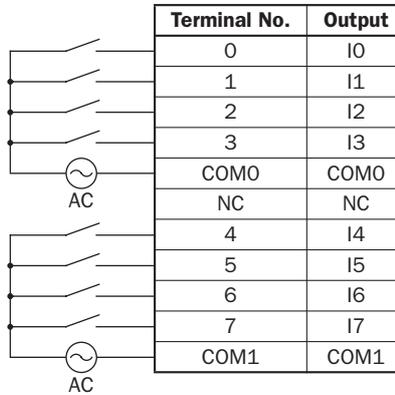 Terminal No. Output
0 I0
1 I1
2 I2
3 I3
COM0 COM0
AC
NC NC
4 I4
5 I5
6 I6
7 I7
COM1 COM1
AC